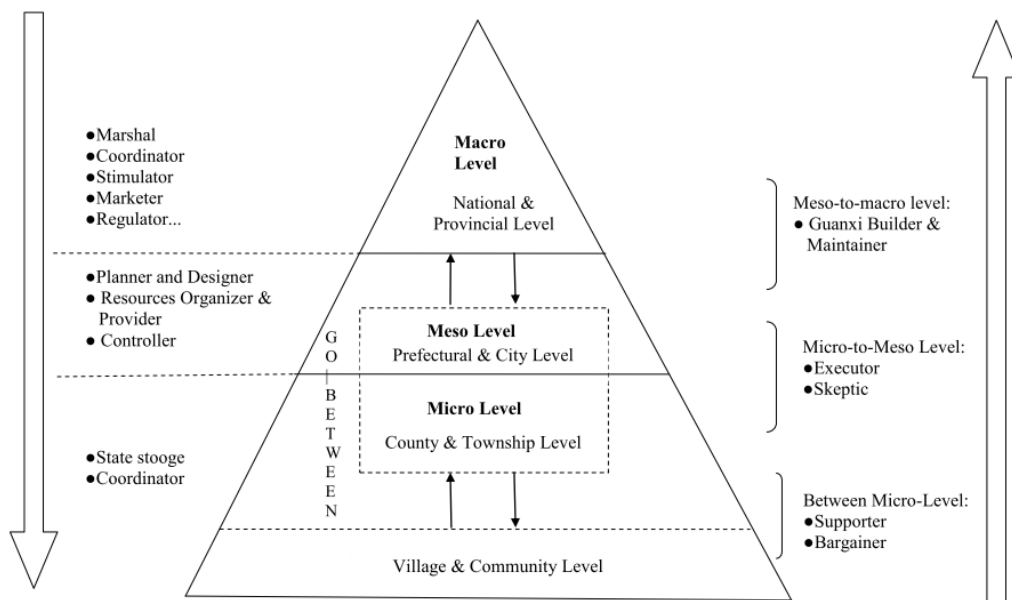 ●Marshal
●Coordinator
●Stimulator
●Marketer
●Regulator...
●Planner and Designer
● Resources Organizer &
Provider
● Controller
●State stooge
●Coordinator
Macro
Level
National &
Provincial Level
Meso Level
Prefectural & City Level
Micro Level
County & Township Level
GO—BETWEEN
Village & Community Level
Meso-to-macro level:
● Guanxi Builder &
Maintainer
Micro-to-Meso Level:
●Executor
●Skeptic
Between Micro-Level:
●Supporter
●Bargainer